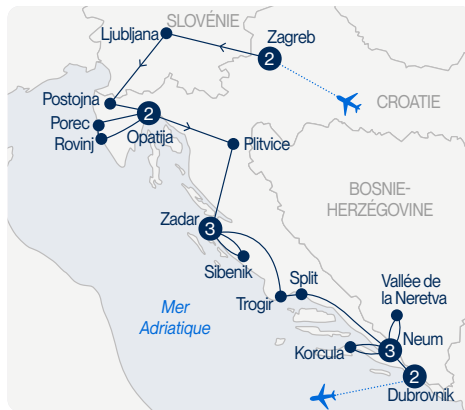 SLOVÉNIE
Ljubljana
Zagreb
2
Postojna
CROATIE
Porec
2
Rovinj
Opatija
Plitvice
BOSNIE-
HERZÉGOVINE
Zadar
3
Sibenik
Split
Vallée de
la Neretva
Trogir
Mer
Adriatique
Neum
3
Korcula
2
Dubrovnik